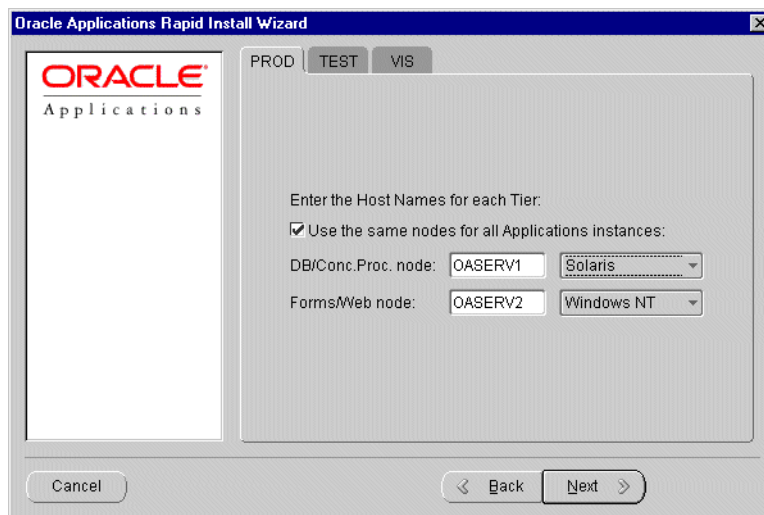 Oracle Applications Rapid Install Wizard
ORACLE
Applications
PROD TEST VIS
Enter the Host Names for each Tier:
Use the same nodes for all Applications instances:
DB/Conc.Proc. node: OASERV1 Solaris
Forms/Web node: OASERV2 Windows NT
Cancel Back Next